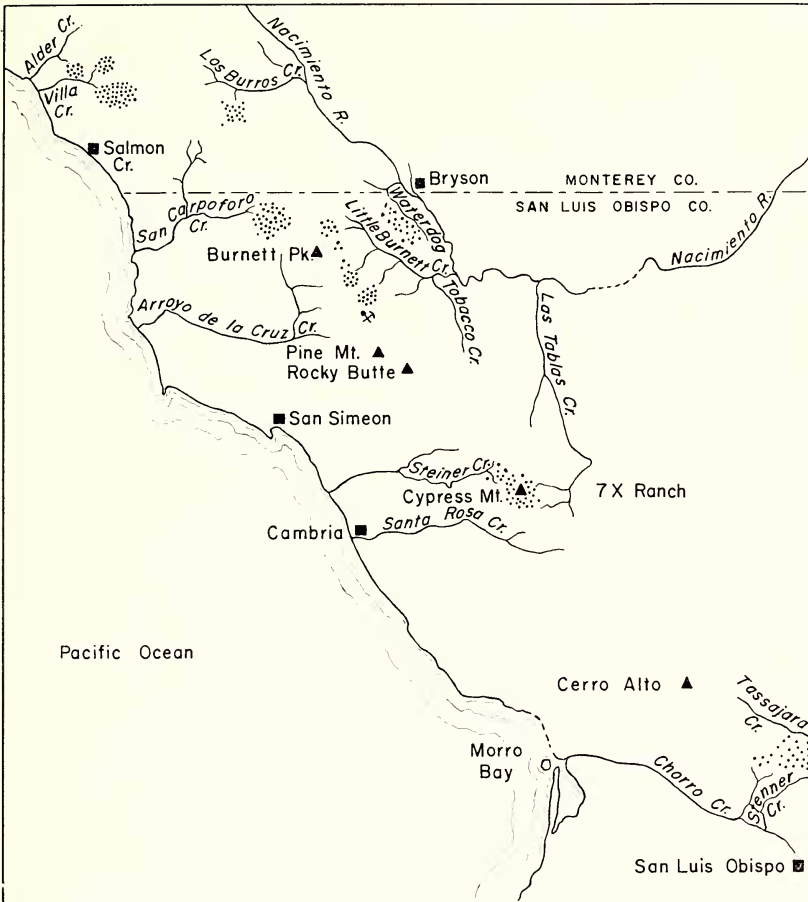 Alder Cr.
Villa
Cr.
Los Burros Cr.
Nacimiento R.
Salmon
Cr.
Bryson
MONTEREY CO.
SAN LUIS OBISPO CO.
San Carpoforo
Cr.
Waterdog
Cr.
Little Burnett
Tobacco Cr.
Nacimiento R.
Burnett Pk.
Las Tablas Cr.
Arroyo de la Cruz Cr.
Pine Mt.
Rocky Butte
San Simeon
Steiner Cr.
Cypress Mt.
7X Ranch
Cambria
Santa Rosa Cr.
Pacific Ocean
Cerro Alto
Tassajara
Cr.
Morro
Bay
Chorro Cr.
Stenner
Cr.
San Luis Obispo